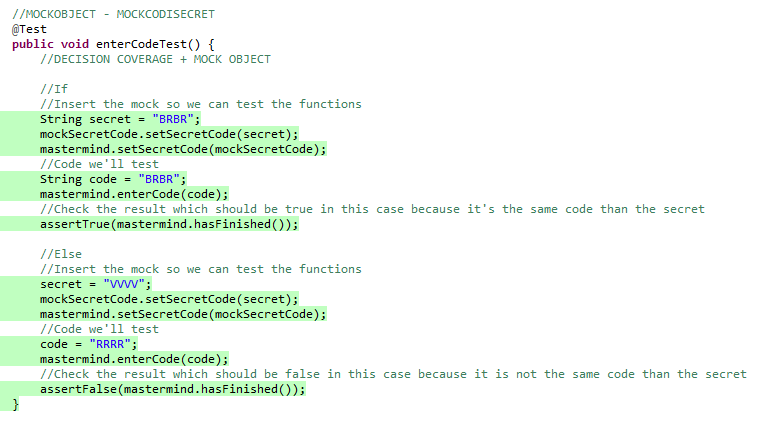 //MOCKOBJECT - MOCKCODISECRET
@Test
public void enterCodeTest() {
//DECISION COVERAGE + MOCK OBJECT
//If
//Insert the mock so we can test the functions
String secret = "BRBR";
mockSecretCode.setSecretCode(secret);
mastermind.setSecretCode(mockSecretCode);
//Code we'll test
String code = "BRBR";
mastermind.enterCode(code);
//Check the result which should be true in this case because it's the same code than the secret
assertTrue(mastermind.hasFinished());
//Else
//Insert the mock so we can test the functions
secret = "VVVV";
mockSecretCode.setSecretCode(secret);
mastermind.setSecretCode(mockSecretCode);
//Code we'll test
code = "RRRR";
mastermind.enterCode(code);
//Check the result which should be false in this case because it is not the same code than the secret
assertFalse(mastermind.hasFinished());
}